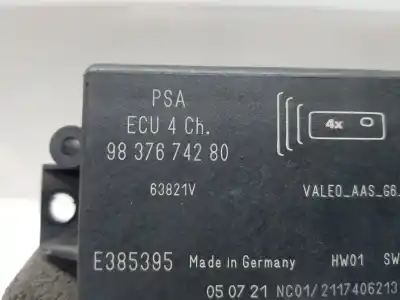 PSA
ECU 4 Ch.
98 376 742 80
4x
63821V VALEO_AAS_G6_
E385395 Made in Germany HW01 SW
05 07 21 NC01/2117406213